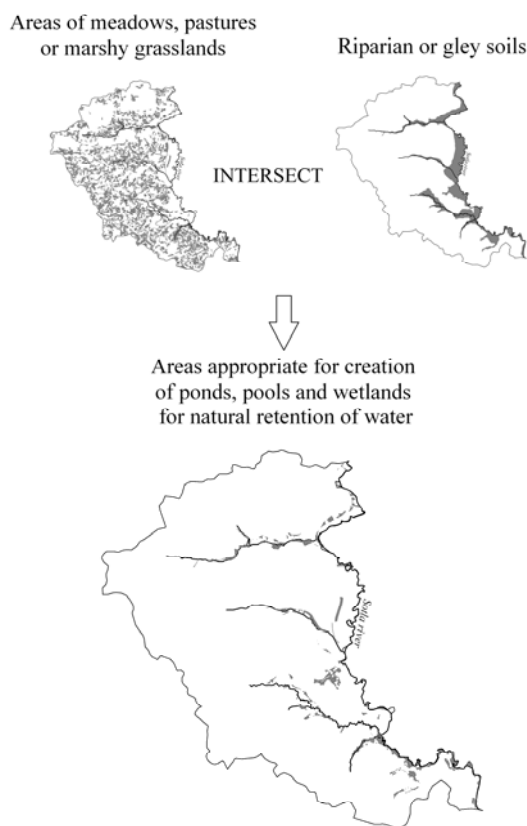 Areas of meadows, pastures
or marshy grasslands
Riparian or gley soils
INTERSECT
Areas appropriate for creation
of ponds, pools and wetlands
for natural retention of water
Sotla river